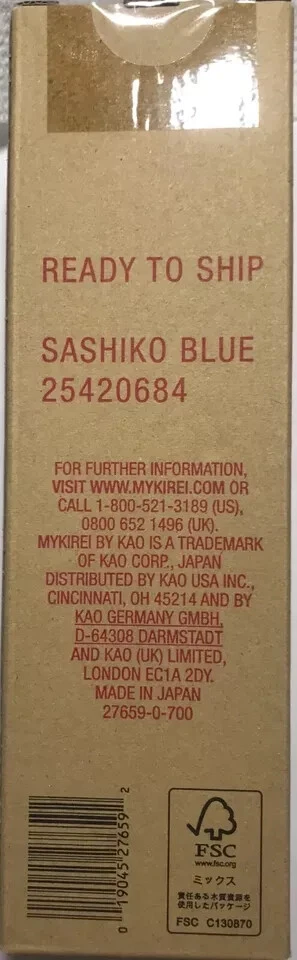 READY TO SHIP
SASHIKO BLUE
25420684
FOR FURTHER INFORMATION,
VISIT WWW.MYKIREI.COM OR
CALL 1-800-521-3189 (US),
0800 652 1496 (UK).
MYKIREI BY KAO IS A TRADEMARK
OF KAO CORP., JAPAN
DISTRIBUTED BY KAO USA INC.,
CINCINNATI, OH 45214 AND BY
KAO GERMANY GMBH,
D-64308 DARMSTADT
AND KAO (UK) LIMITED,
LONDON EC1A 2DY.
MADE IN JAPAN
27659-0-700
0 19045 27659 2
FSC
www.fsc.org
ミックス
責任ある木質資源を
使用したパッケージ
FSC C130870